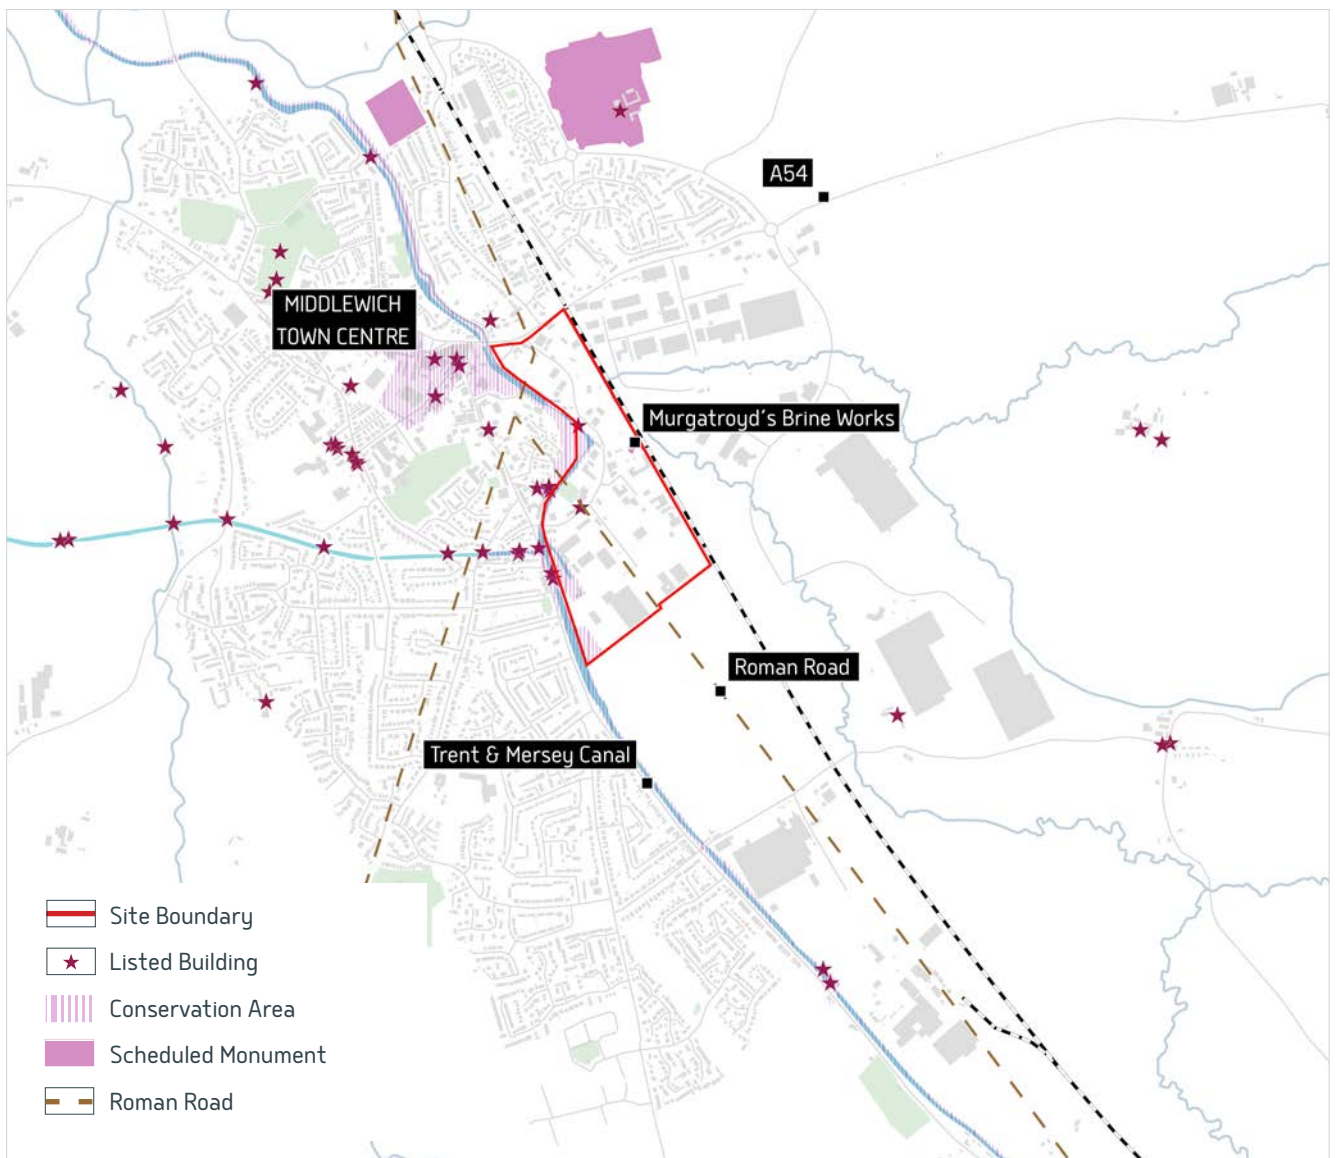 A54
MIDDLEWICH
TOWN CENTRE
Murgatroyd's Brine Works
Roman Road
Trent & Mersey Canal
Site Boundary
Listed Building
Conservation Area
Scheduled Monument
Roman Road